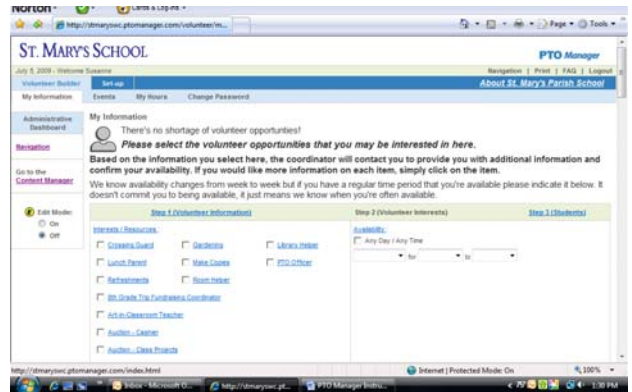 Norton
Cards & Log-ins
http://stmaryswc.ptomanager.com/volunteer/m...
Page Tools
ST. MARY'S SCHOOL
PTO Manager
July 5, 2009 - Welcome Susanne
Navigation | Print | FAQ | Logout
Volunteer Builder Set-up
About St. Mary's Parish School
My Information Events My Hours Change Password
Administrative Dashboard
Navigation
Go to the Content Manager
Edit Mode:
On
Off
My Information
There's no shortage of volunteer opportunties!
Please select the volunteer opportunities that you may be interested in here.
Based on the information you select here, the coordinator will contact you to provide you with additional information and
confirm your availability. If you would like more information on each item, simply click on the item.
We know availability changes from week to week but if you have a regular time period that you're available please indicate it below. It
doesn't commit you to being available, it just means we know when you're often available.
Step 1 (Volunteer Information) Step 2 (Volunteer Interests) Step 3 (Students)
Interests / Resources:
Crossing Guard Gardening Library Helper
Lunch Parent Make Copies PTO Officer
Refreshments Room Helper
8th Grade Trip Fundraising Coordinator
Art-in-Classroom Teacher
Auction - Cashier
Auction - Class Projects
Availability:
Any Day / Any Time
for to
http://stmaryswc.ptomanager.com/index.html
Internet | Protected Mode: On
100%
Inbox - Microsoft O...
http://stmaryswc.pt...
PTO Manager Instru...
1:30 PM